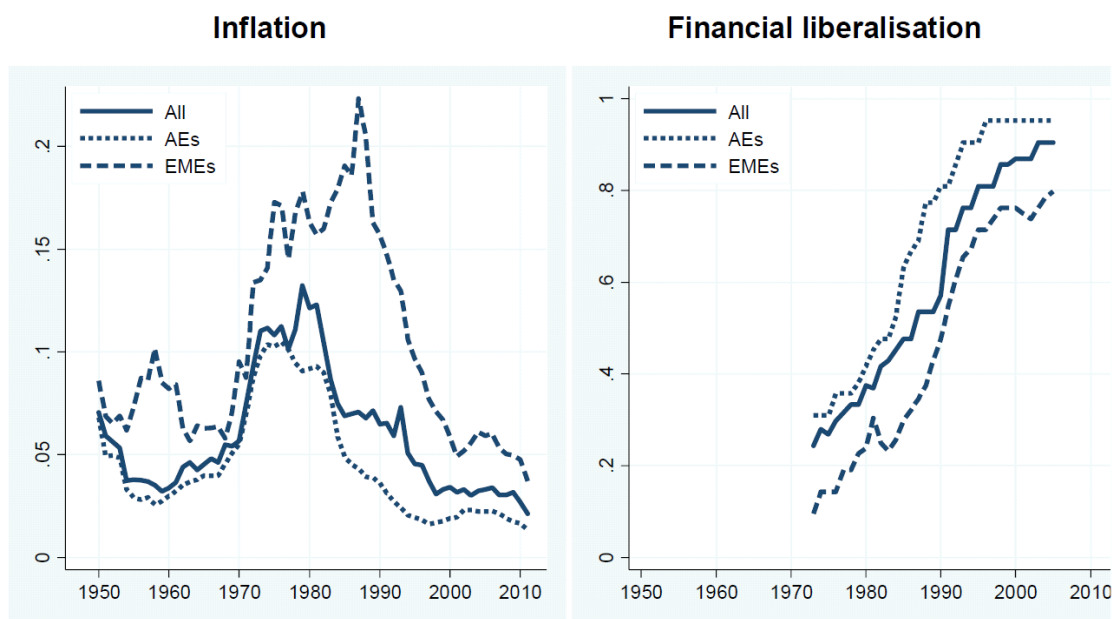 Inflation
All
AEs
EMEs
.2
.15
.1
.05
0
1950 1960 1970 1980 1990 2000 2010
Financial liberalisation
All
AEs
EMEs
1
.8
.6
.4
.2
0
1950 1960 1970 1980 1990 2000 2010